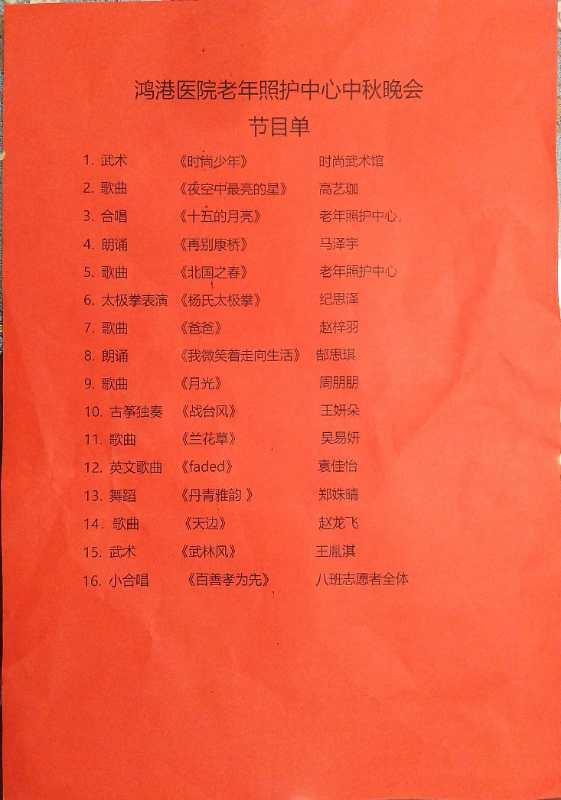 鸿港医院老年照护中心中秋晚会
节目单
1. 武术 《时尚少年》 时尚武术馆
2. 歌曲 《夜空中最亮的星》 高艺珈
3. 合唱 《十五的月亮》 老年照护中心.
4. 朗诵 《再别康桥》 马泽宇
5. 歌曲 《北国之春》 老年照护中心
6. 太极拳表演 《杨氏太极拳》 纪思泽
7. 歌曲 《爸爸》 赵梓羽
8. 朗诵 《我微笑着走向生活》 郜思琪
9. 歌曲 《月光》 周朋朋
10. 古筝独奏 《战台风》 王妍朵
11. 歌曲 《兰花草》 吴易妍
12. 英文歌曲 《faded》 袁佳怡
13. 舞蹈 《丹青雅韵 》 郑姝晴
14. 歌曲 《天边》 赵龙飞
15. 武术 《武林风》 王胤淇
16. 小合唱 《百善孝为先》 八班志愿者全体